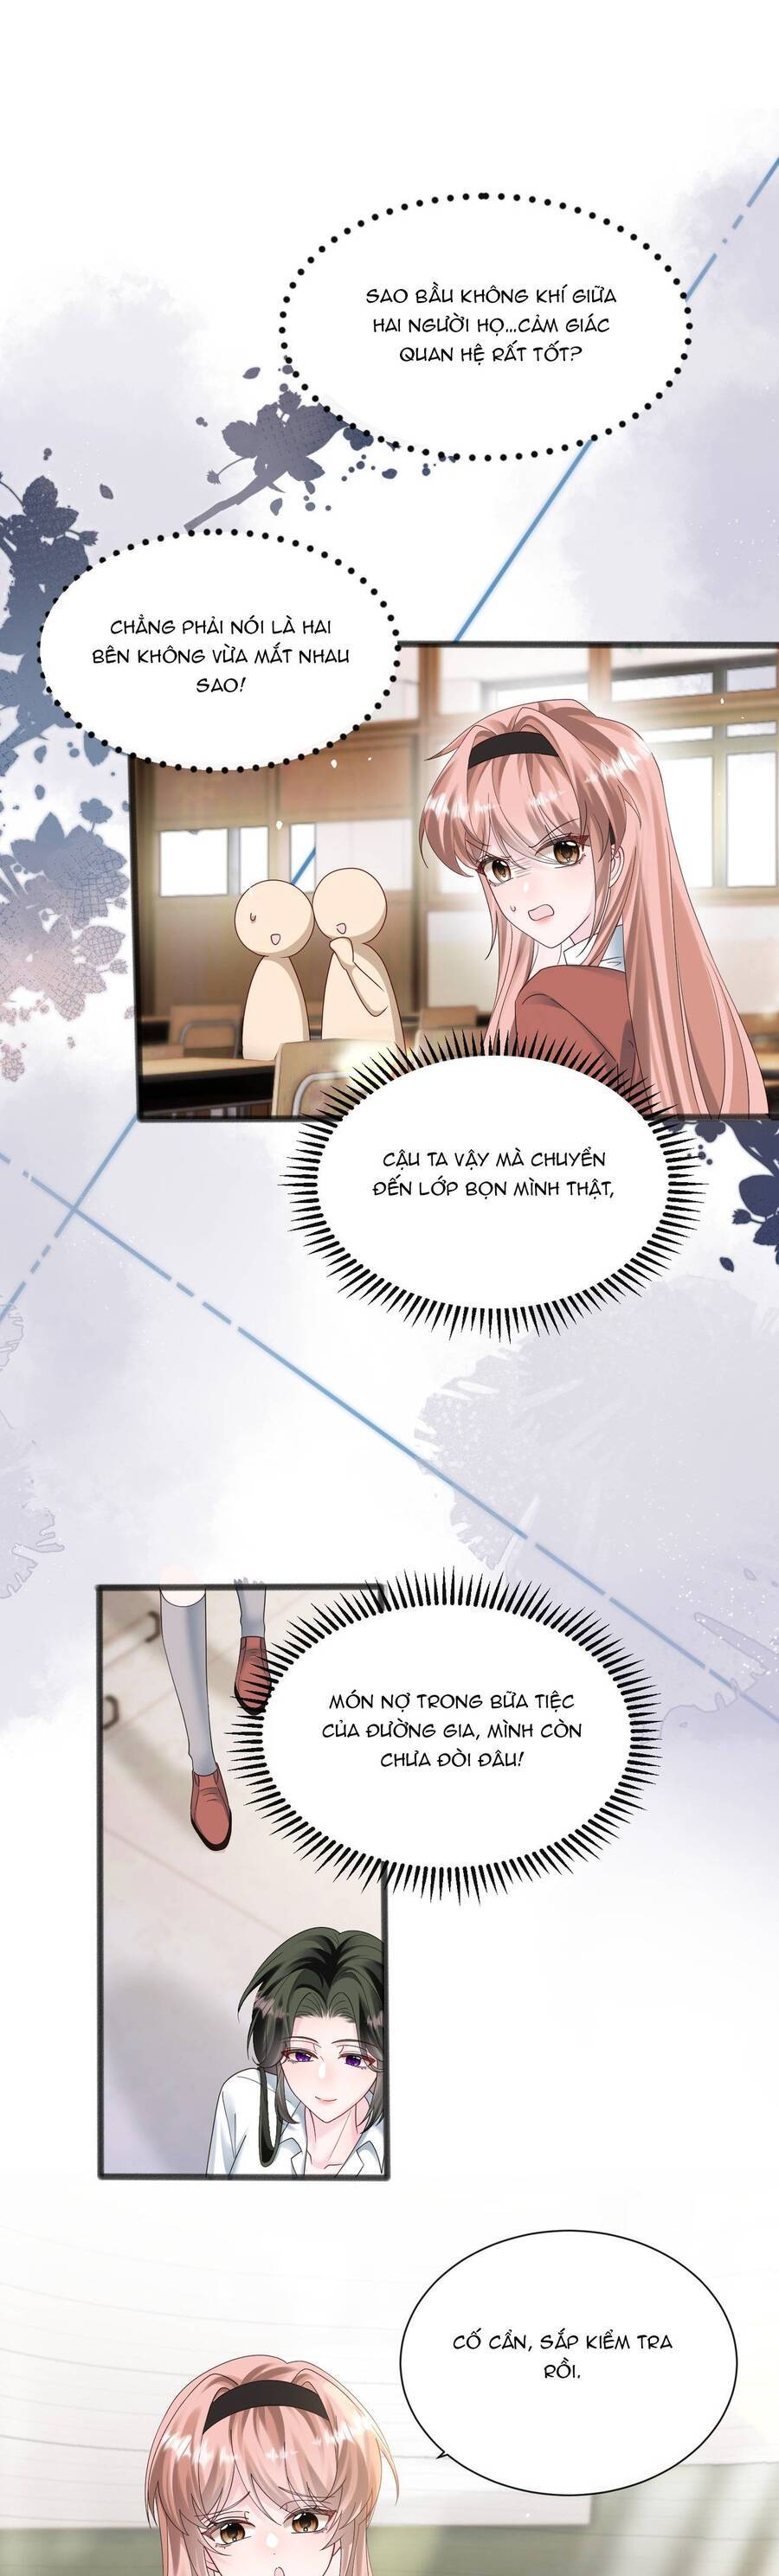 SAO BẦU KHÔNG KHÍ GIỮA
HAI NGƯỜI HỌ...CẢM GIÁC
QUAN HỆ RẤT TỐT?
CHẲNG PHẢI NÓI LÀ HAI
BÊN KHÔNG VỪA MẮT NHAU
SAO!
CẬU TA VẬY MÀ CHUYỂN
ĐẾN LỚP BỌN MÌNH THẬT,
MÓN NỢ TRONG BỮA TIỆC
CỦA ĐƯỜNG GIA, MÌNH CÒN
CHƯA ĐÒI ĐÂU!
CỐ CẦN, SẮP KIỂM TRA
RỒI.